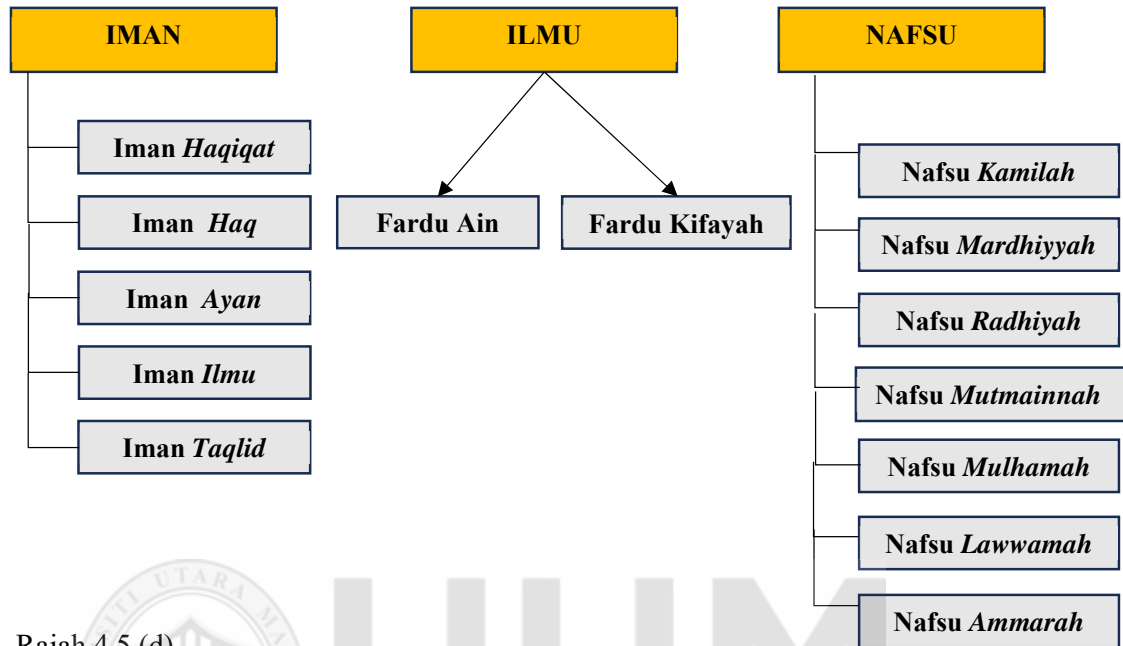 IMAN
Iman Haqiqat
Iman Haq
Iman Ayan
Iman Ilmu
Iman Taqlid
ILMU
Fardu Ain
Fardu Kifayah
NAFSU
Nafsu Kamilah
Nafsu Mardhiyyah
Nafsu Radhiyah
Nafsu Mutmainnah
Nafsu Mulhamah
Nafsu Lawwamah
Nafsu Ammarah
UTARA
Rajah 4.5 (d)